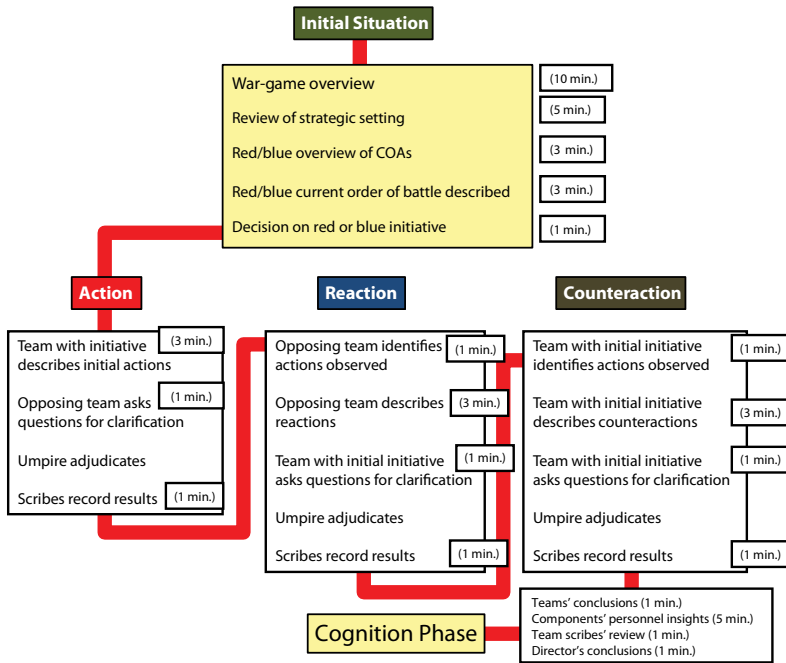 Initial Situation
War-game overview (10 min.)
Review of strategic setting (5 min.)
Red/blue overview of COAs (3 min.)
Red/blue current order of battle described (3 min.)
Decision on red or blue initiative (1 min.)
Action
Team with initiative (3 min.)
describes initial actions
Opposing team asks (1 min.)
questions for clarification
Umpire adjudicates
Scribes record results (1 min.)
Reaction
Opposing team identifies (1 min.)
actions observed
Opposing team describes (3 min.)
reactions
Team with initial initiative (1 min.)
asks questions for clarification
Umpire adjudicates
Scribes record results (1 min.)
Counteraction
Team with initial initiative (1 min.)
identifies actions observed
Team with initial initiative (3 min.)
describes counteractions
Team with initial initiative (1 min.)
asks questions for clarification
Umpire adjudicates
Scribes record results (1 min.)
Cognition Phase
Teams' conclusions (1 min.)
Components' personnel insights (5 min.)
Team scribes' review (1 min.)
Director's conclusions (1 min.)